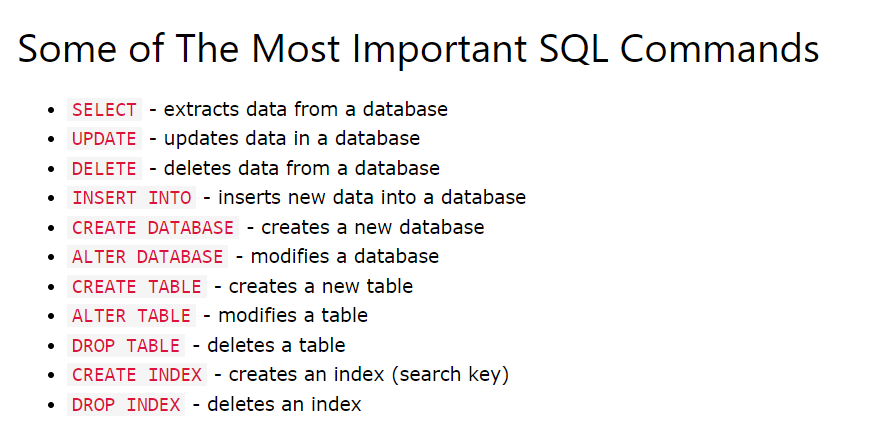 Some of The Most Important SQL Commands
• SELECT - extracts data from a database
• UPDATE - updates data in a database
• DELETE - deletes data from a database
• INSERT INTO - inserts new data into a database
• CREATE DATABASE - creates a new database
• ALTER DATABASE - modifies a database
• CREATE TABLE - creates a new table
• ALTER TABLE - modifies a table
• DROP TABLE - deletes a table
• CREATE INDEX - creates an index (search key)
• DROP INDEX - deletes an index